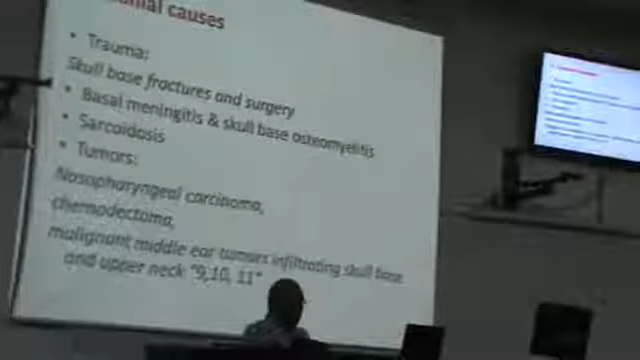 causes
• Trauma:
Skull base fractures and surgery
• Basal meningitis & skull base osteomyelitis
• Sarcoidosis
• Tumors:
Nasopharyngeal carcinoma,
chemodectoma,
malignant middle ear tumors infiltrating skull base
and upper neck "9,10, 11"